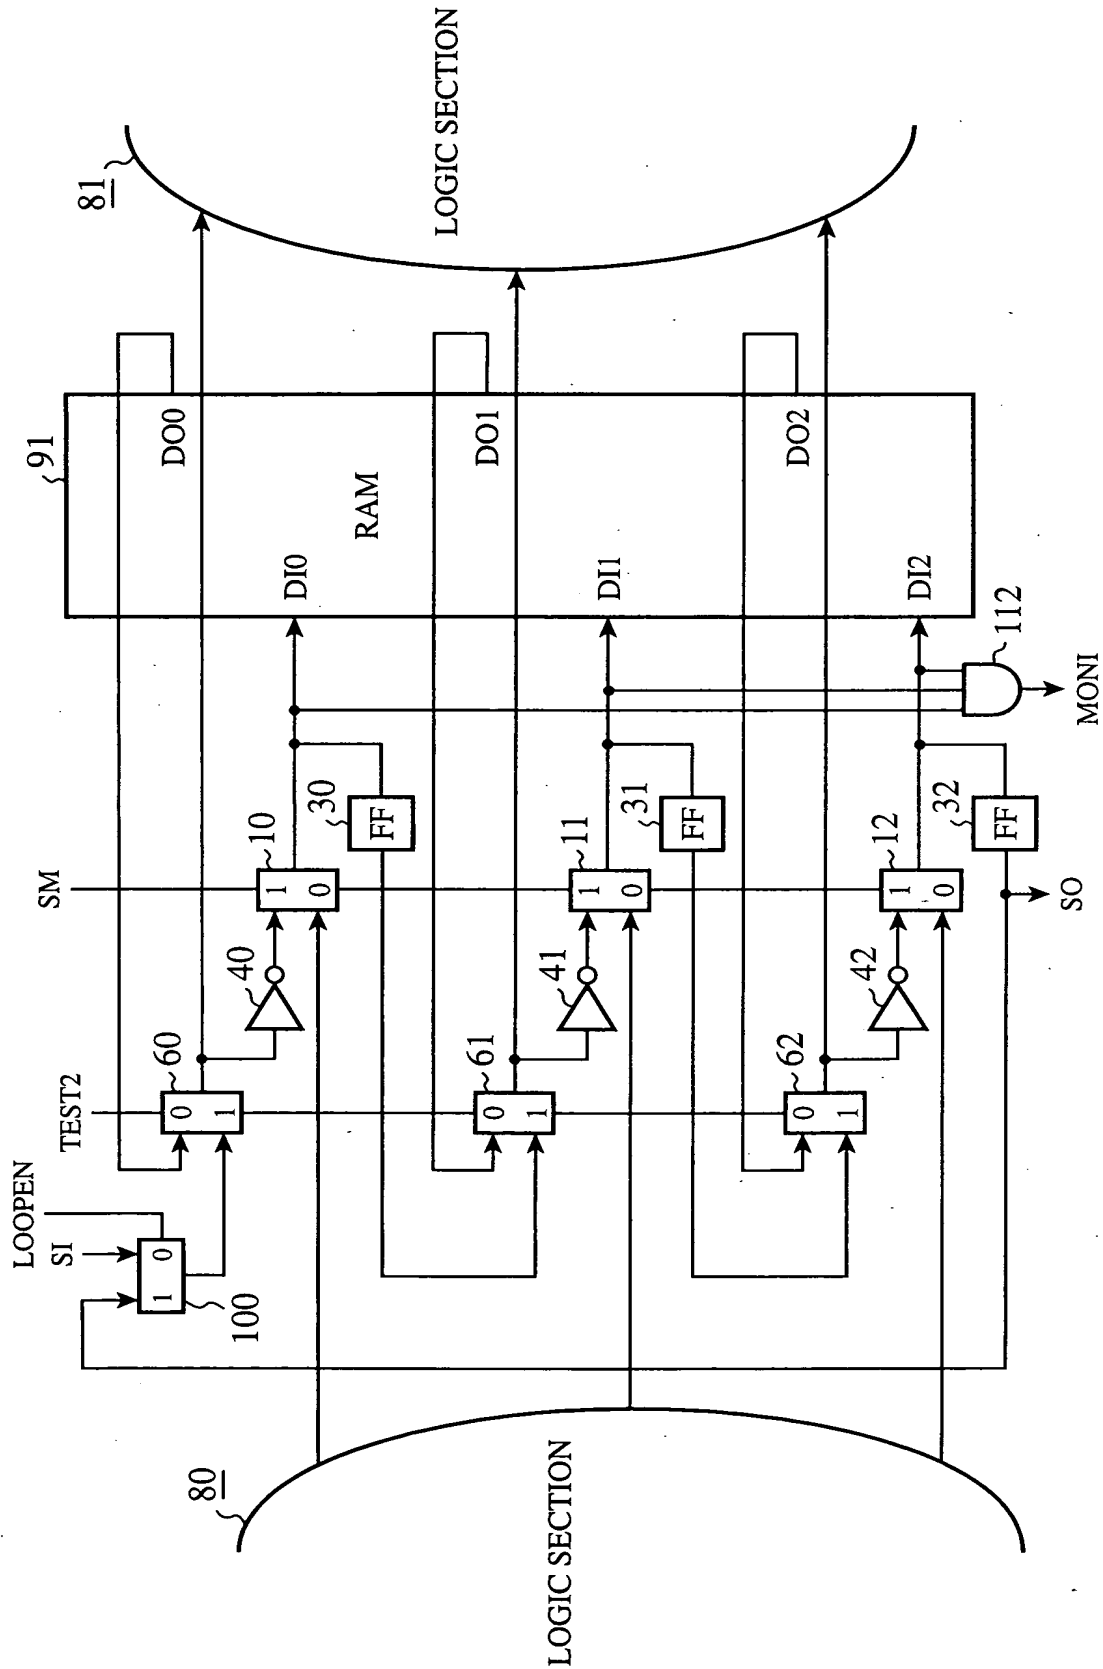 LOGIC SECTION
81
91
DO0
DO1
DO2
RAM
DI0
DI1
DI2
112
MONI
SM
10
1 0
30
FF
11
1 0
31
FF
12
1 0
32
FF
SO
40
41
42
TEST2
60
0 1
61
0 1
62
0 1
LOOPEN
SI
1 0
100
80
LOGIC SECTION